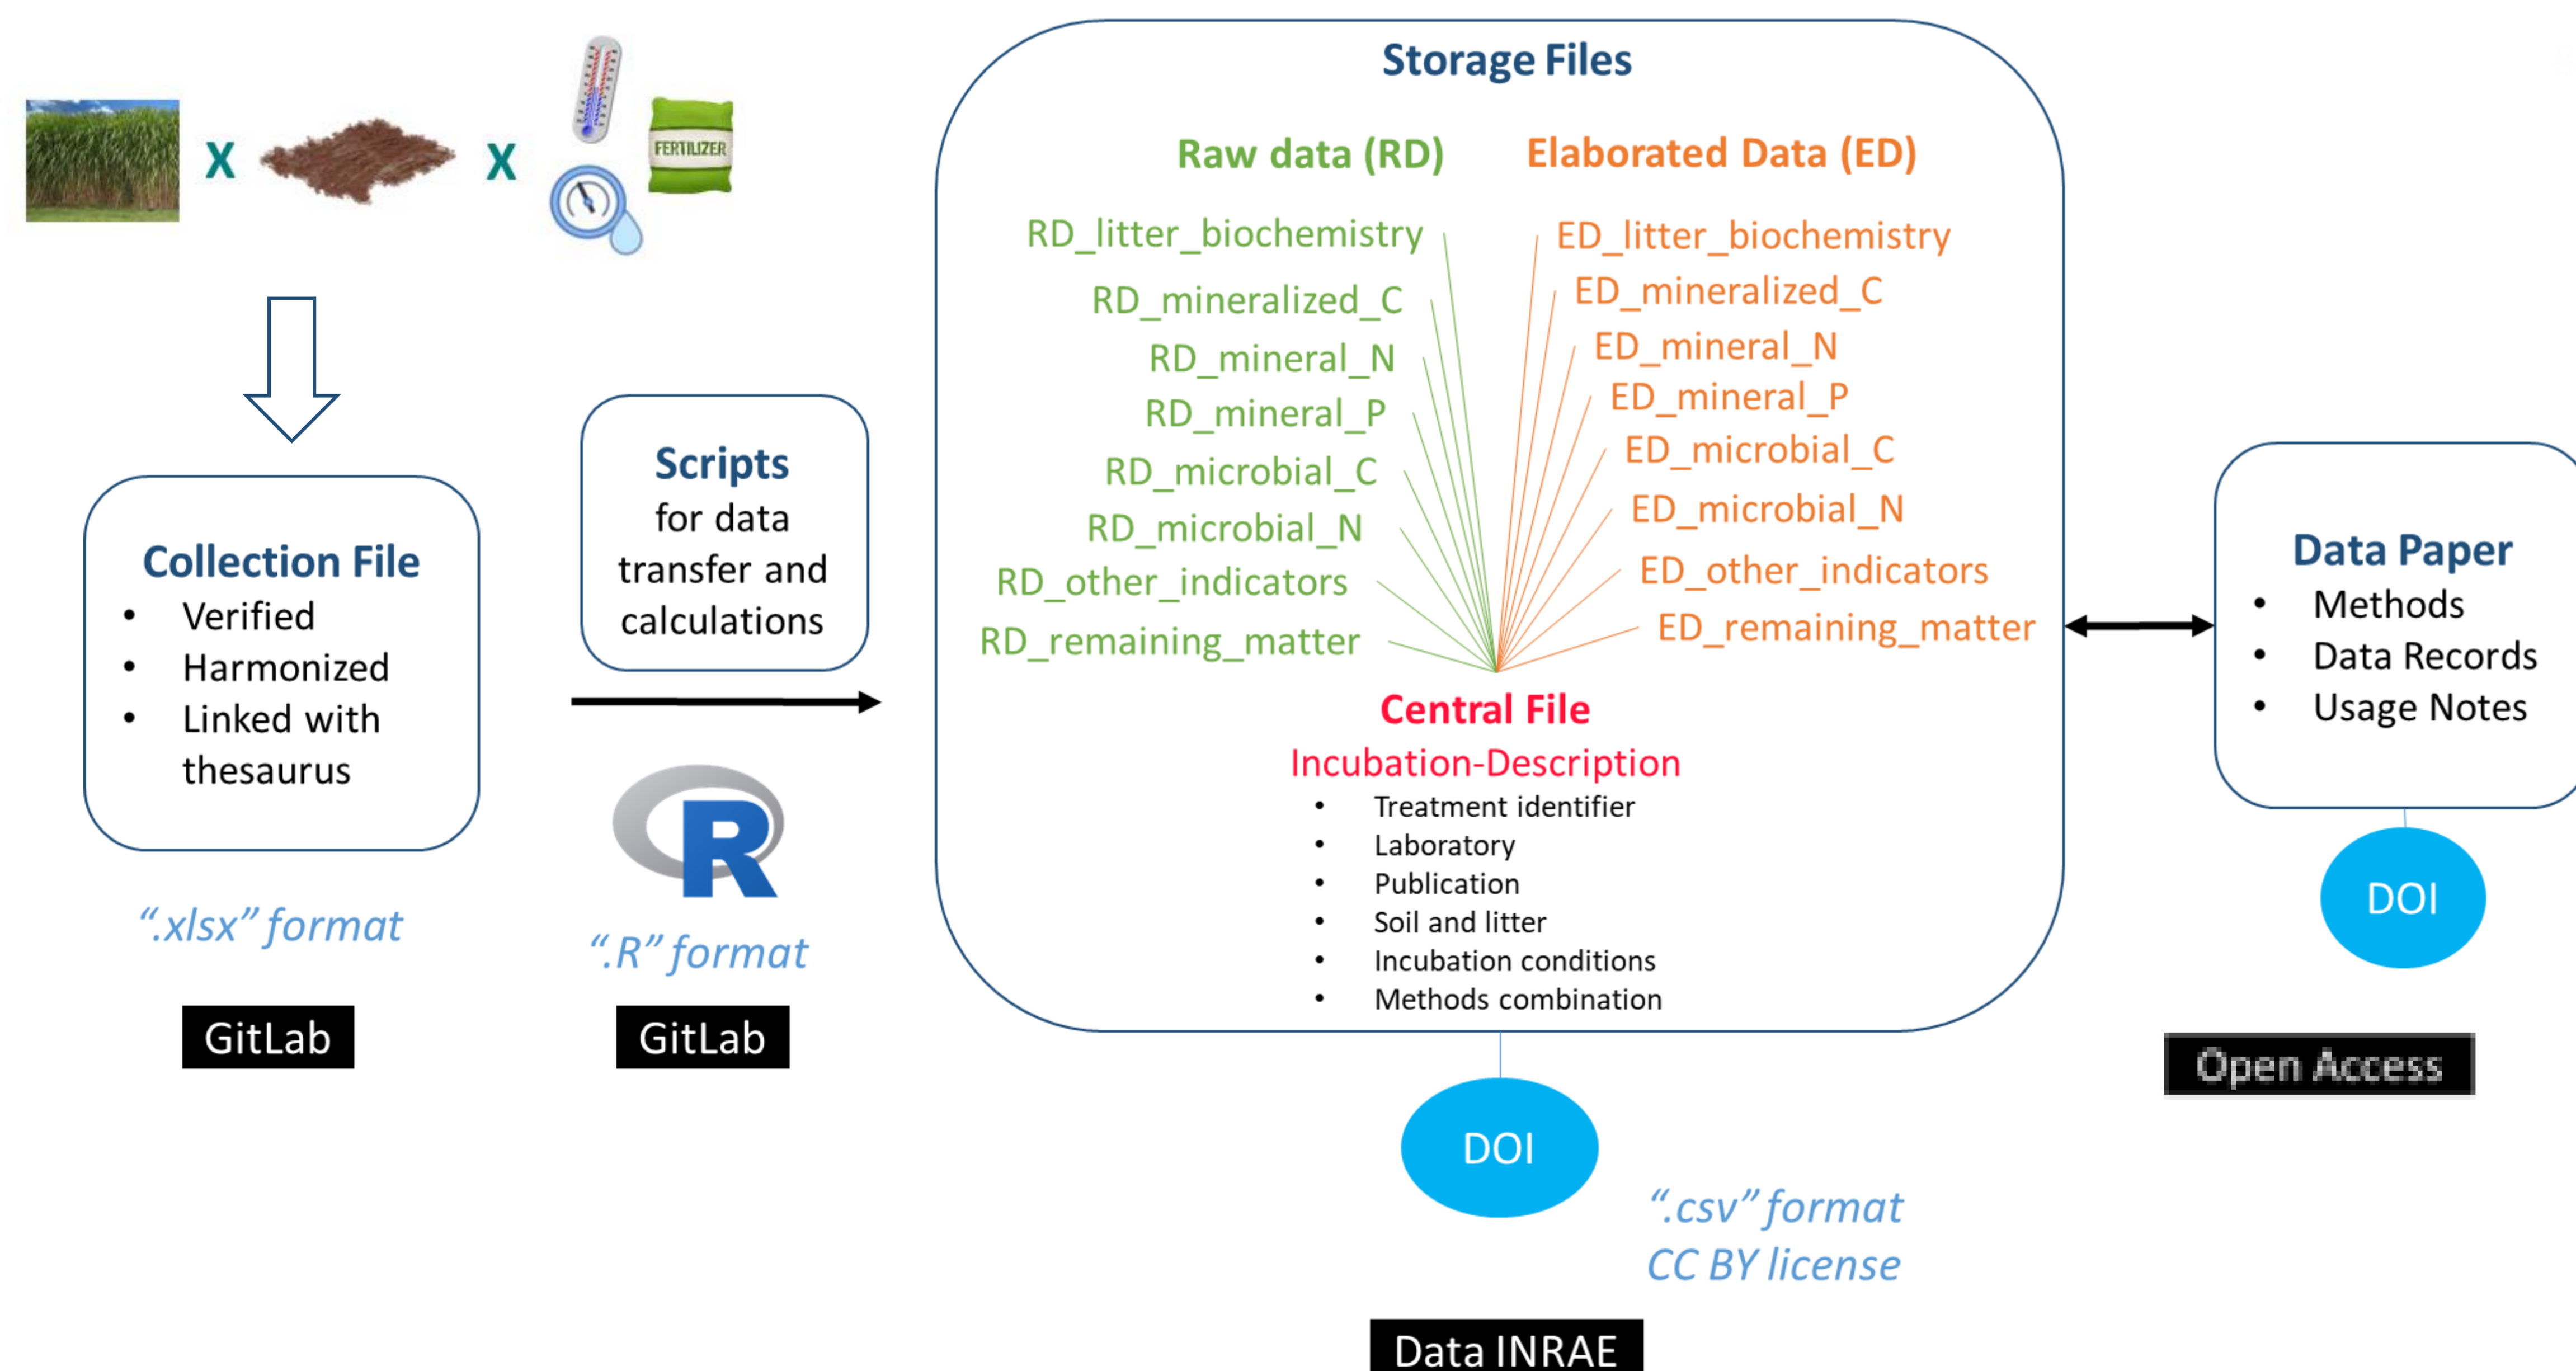 X
X
FERTILIZER
Collection File
• Verified
• Harmonized
• Linked with
thesaurus
“.xlsx” format
GitLab
Scripts
for data
transfer and
calculations
R
“.R” format
GitLab
Storage Files
Raw data (RD)
RD_litter_biochemistry
RD_mineralized_C
RD_mineral_N
RD_mineral_P
RD_microbial_C
RD_microbial_N
RD_other_indicators
RD_remaining_matter
Elaborated Data (ED)
ED_litter_biochemistry
ED_mineralized_C
ED_mineral_N
ED_mineral_P
ED_microbial_C
ED_microbial_N
ED_other_indicators
ED_remaining_matter
Central File
Incubation-Description
• Treatment identifier
• Laboratory
• Publication
• Soil and litter
• Incubation conditions
• Methods combination
DOI
“.csv” format
CC BY license
Data INRAE
Data Paper
• Methods
• Data Records
• Usage Notes
DOI
Open Access